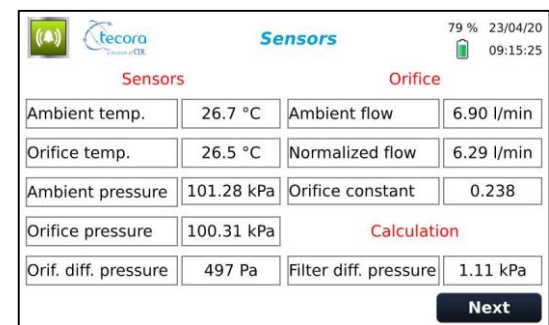 tecora
Sensors
79 % 23/04/20
09:15:25
Sensors
Orifice
Ambient temp. 26.7 °C Ambient flow 6.90 l/min
Orifice temp. 26.5 °C Normalized flow 6.29 l/min
Ambient pressure 101.28 kPa Orifice constant 0.238
Orifice pressure 100.31 kPa Calculation
Orif. diff. pressure 497 Pa Filter diff. pressure 1.11 kPa
Next